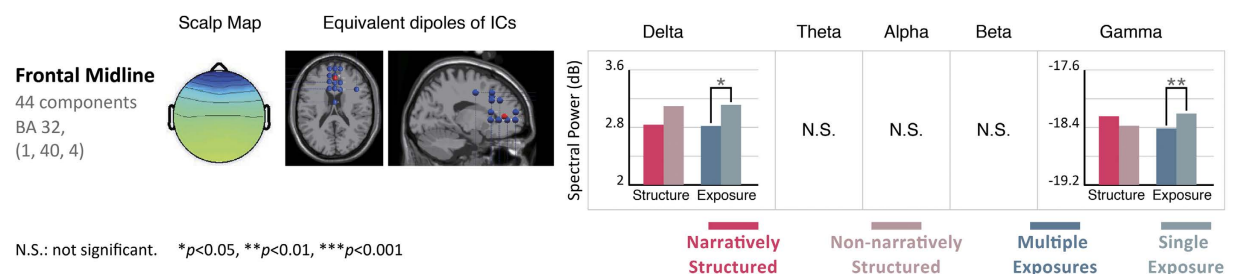 Scalp Map
Equivalent dipoles of ICs
Delta
Theta
Alpha
Beta
Gamma
Frontal Midline
44 components
BA 32,
(1, 40, 4)
Spectral Power (dB)
3.6
2.8
2
*
Structure Exposure
N.S.
N.S.
N.S.
-17.6
-18.4
-19.2
**
Structure Exposure
N.S.: not significant. *p<0.05, **p<0.01, ***p<0.001
Narratively
Structured
Non-narratively
Structured
Multiple
Exposures
Single
Exposure